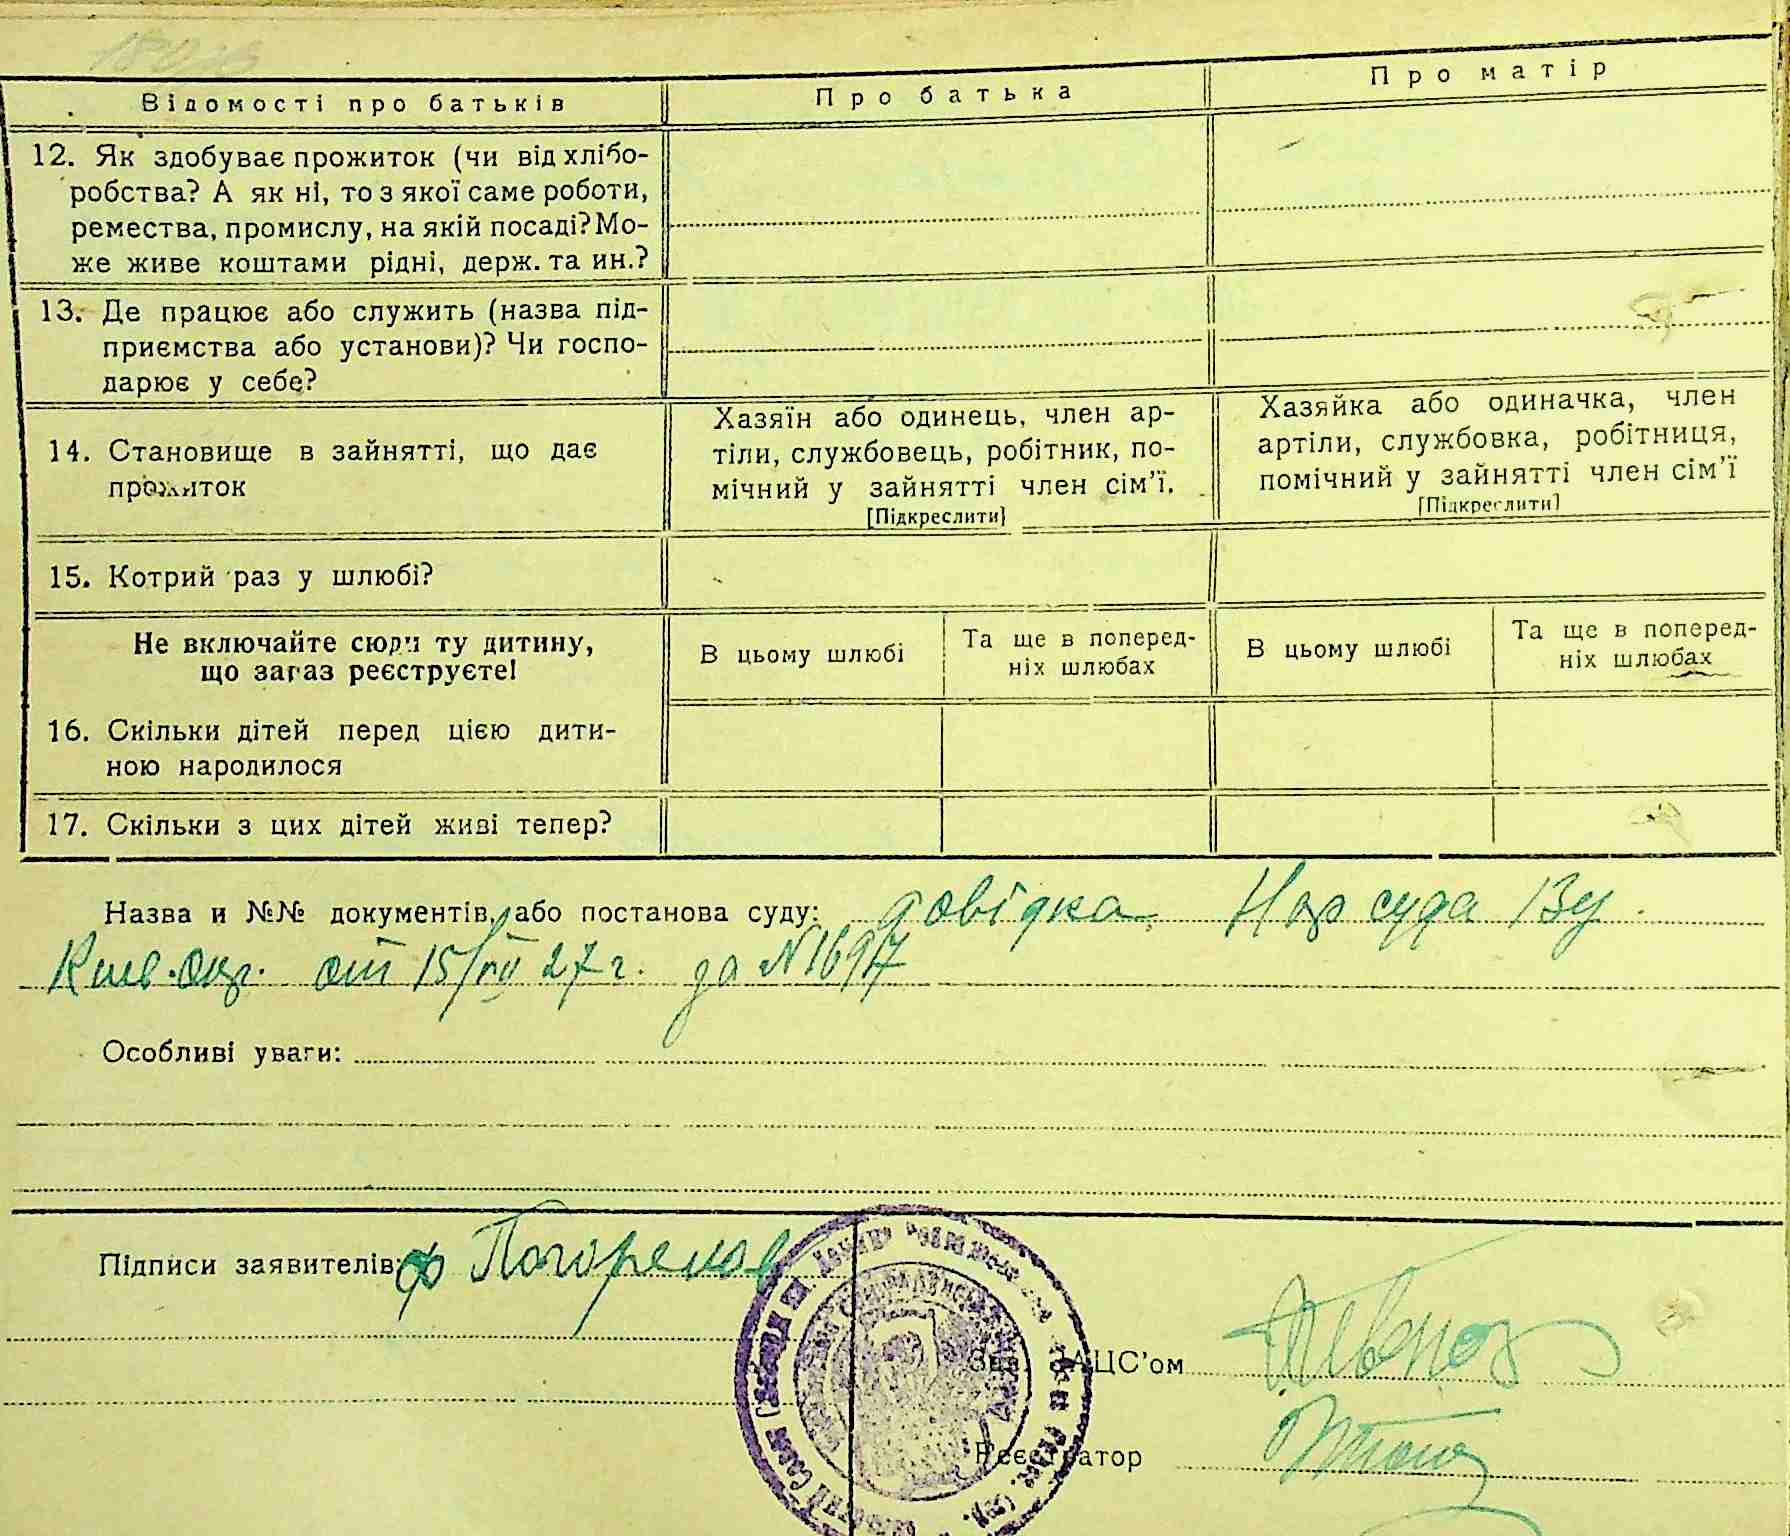 Відомості про батьків
Про батька
Про матір
12. Як здобуває прожиток (чи від хлібо-
робства? А як ні, то з якої саме роботи,
ремества, промислу, на якій посаді? Мо-
же живе коштами рідні, держ. та ин.?
13. Де працює або служить (назва під-
приємства або установи)? Чи госпо-
дарює у себе?
14. Становище в зайнятті, що дає
прожиток
Хазяїн або одинець, член ар-
тіли, службовець, робітник, по-
мічний у зайнятті член сім'ї.
[Підкреслити]
Хазяйка або одиначка, член
артіли, службовка, робітниця,
помічний у зайнятті член сім'ї
[Підкреслити]
15. Котрий раз у шлюбі?
Не включайте сюди ту дитину,
що зараз реєструєте!
В цьому шлюбі
Та ще в поперед-
ніх шлюбах
В цьому шлюбі
Та ще в поперед-
ніх шлюбах
16. Скільки дітей перед цією дити-
ною народилося
17. Скільки з цих дітей живі тепер?
Назва и №№ документів, або постанова суду: довідка Нар суда 13у
Киев. окр. от 15/VII 27 г. за №1697
Особливі уваги:
Підписи заявителів: Ф Погорелов
Зав. ЗАЦС'ом
Реєстратор